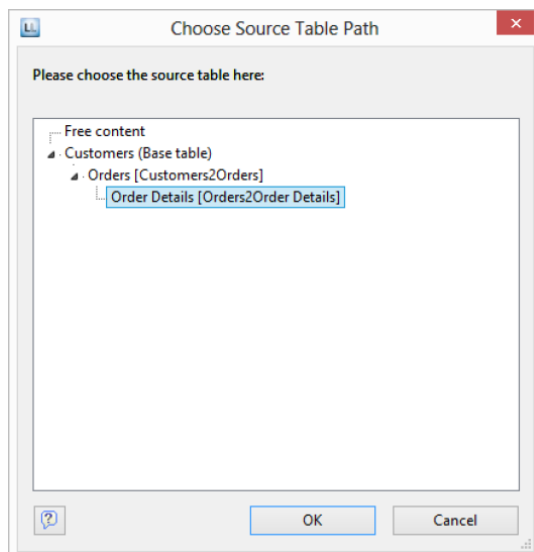 Choose Source Table Path
Please choose the source table here:
Free content
Customers (Base table)
Orders [Customers2Orders]
Order Details [Orders2Order Details]
OK
Cancel